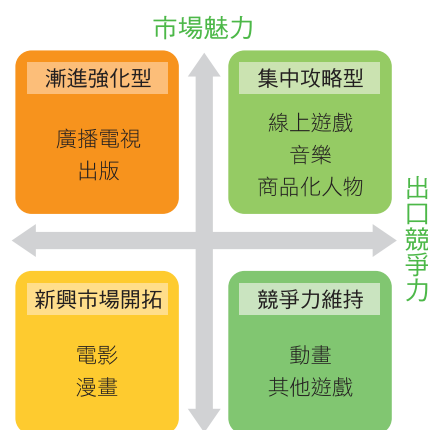 市場魅力
漸進強化型
廣播電視
出版
集中攻略型
線上遊戲
音樂
商品化人物
出口競爭力
新興市場開拓
電影
漫畫
競爭力維持
動畫
其他遊戲